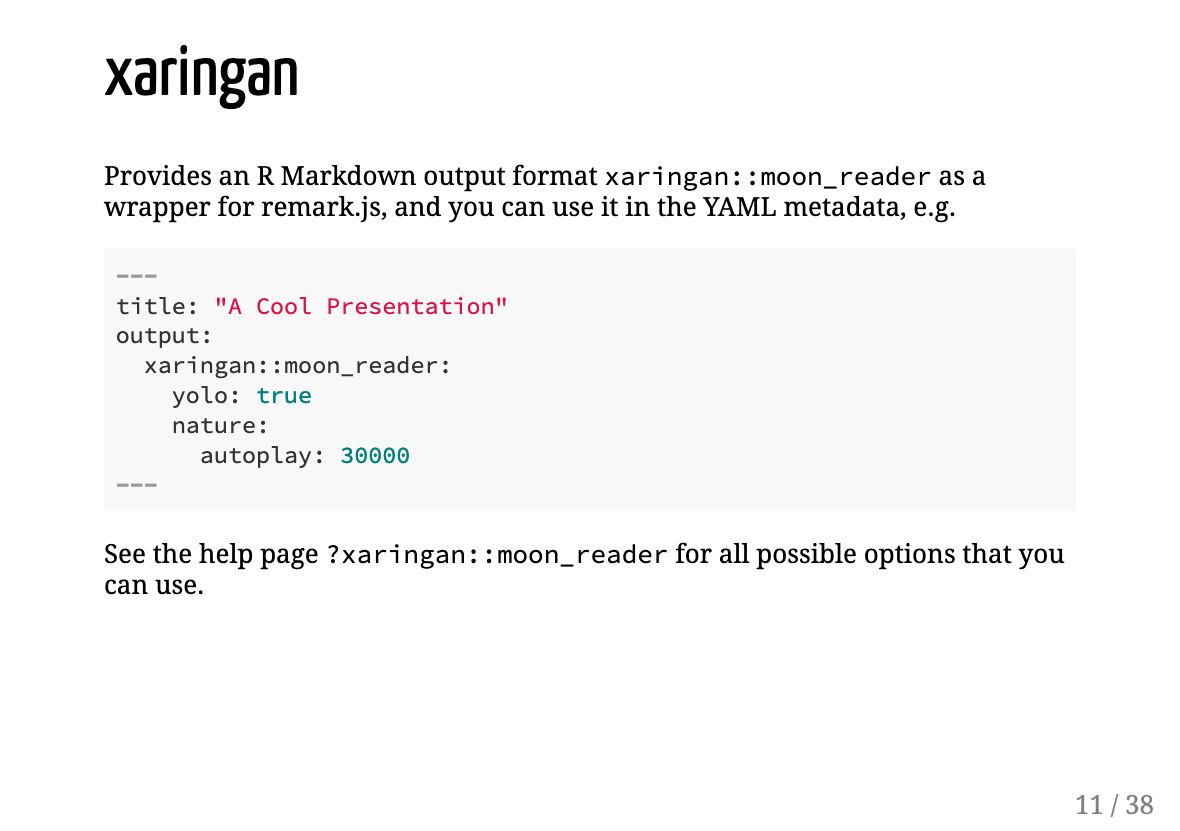 xaringan
Provides an R Markdown output format xaringan::moon_reader as a
wrapper for remark.js, and you can use it in the YAML metadata, e.g.
---
title: "A Cool Presentation"
output:
  xaringan::moon_reader:
    yolo: true
    nature:
      autoplay: 30000
---
See the help page ?xaringan::moon_reader for all possible options that you
can use.
11 / 38